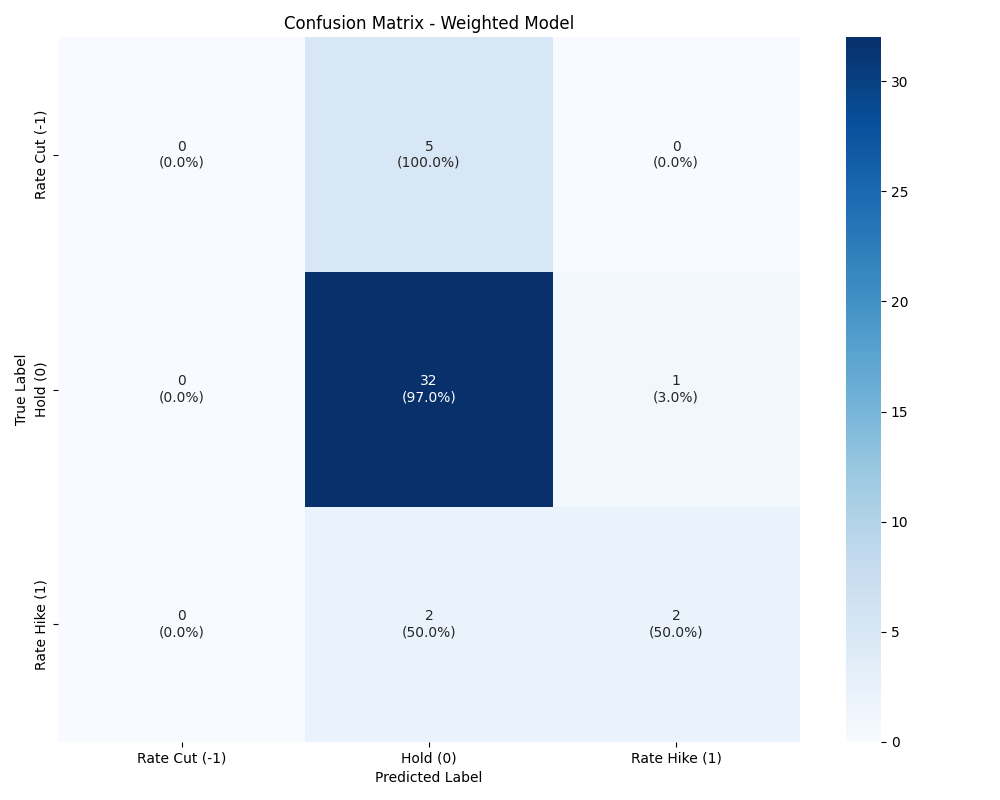 Confusion Matrix - Weighted Model
True Label
Rate Cut (-1)
0
(0.0%)
5
(100.0%)
0
(0.0%)
Hold (0)
0
(0.0%)
32
(97.0%)
1
(3.0%)
Rate Hike (1)
0
(0.0%)
2
(50.0%)
2
(50.0%)
Rate Cut (-1)
Hold (0)
Rate Hike (1)
Predicted Label
30
25
20
15
10
5
0